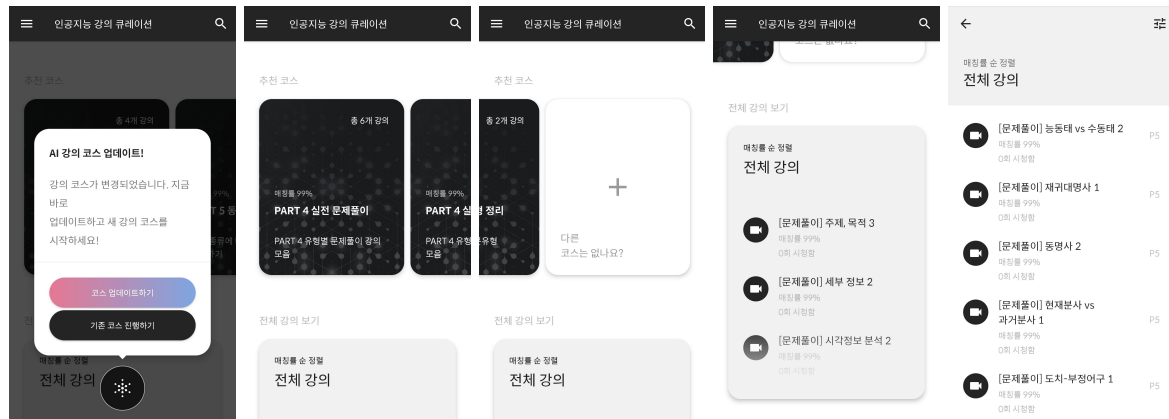 인공지능 강의 큐레이션
추천 코스
총 4개 강의
AI 강의 코스 업데이트!
강의 코스가 변경되었습니다. 지금
바로
업데이트하고 새 강의 코스를
시작하세요!
코스 업데이트하기
기존 코스 진행하기
매칭률 순 정렬
전체 강의
인공지능 강의 큐레이션
추천 코스
총 6개 강의
매칭률 99%
PART 4 실전 문제풀이
PART 4 유형별 문제풀이 강의
모음
매칭률 99%
PART 4 실
PART 4 유형
전체 강의 보기
매칭률 순 정렬
전체 강의
인공지능 강의 큐레이션
추천 코스
총 2개 강의
정리
유형
다른
코스는 없나요?
전체 강의 보기
매칭률 순 정렬
전체 강의
인공지능 강의 큐레이션
코스는 없나요?
전체 강의 보기
매칭률 순 정렬
전체 강의
[문제풀이] 주제, 목적 3
매칭률 99%
0회 시청함
[문제풀이] 세부 정보 2
매칭률 99%
0회 시청함
[문제풀이] 시각정보 분석 2
매칭률 99%
0회 시청함
매칭률 순 정렬
전체 강의
[문제풀이] 능동태 vs 수동태 2
P5
매칭률 99%
0회 시청함
[문제풀이] 재귀대명사 1
P5
매칭률 99%
0회 시청함
[문제풀이] 동명사 2
P5
매칭률 99%
0회 시청함
[문제풀이] 현재분사 vs
과거분사 1
P5
매칭률 99%
0회 시청함
[문제풀이] 도치-부정어구 1
P5
매칭률 99%
0회 시청함